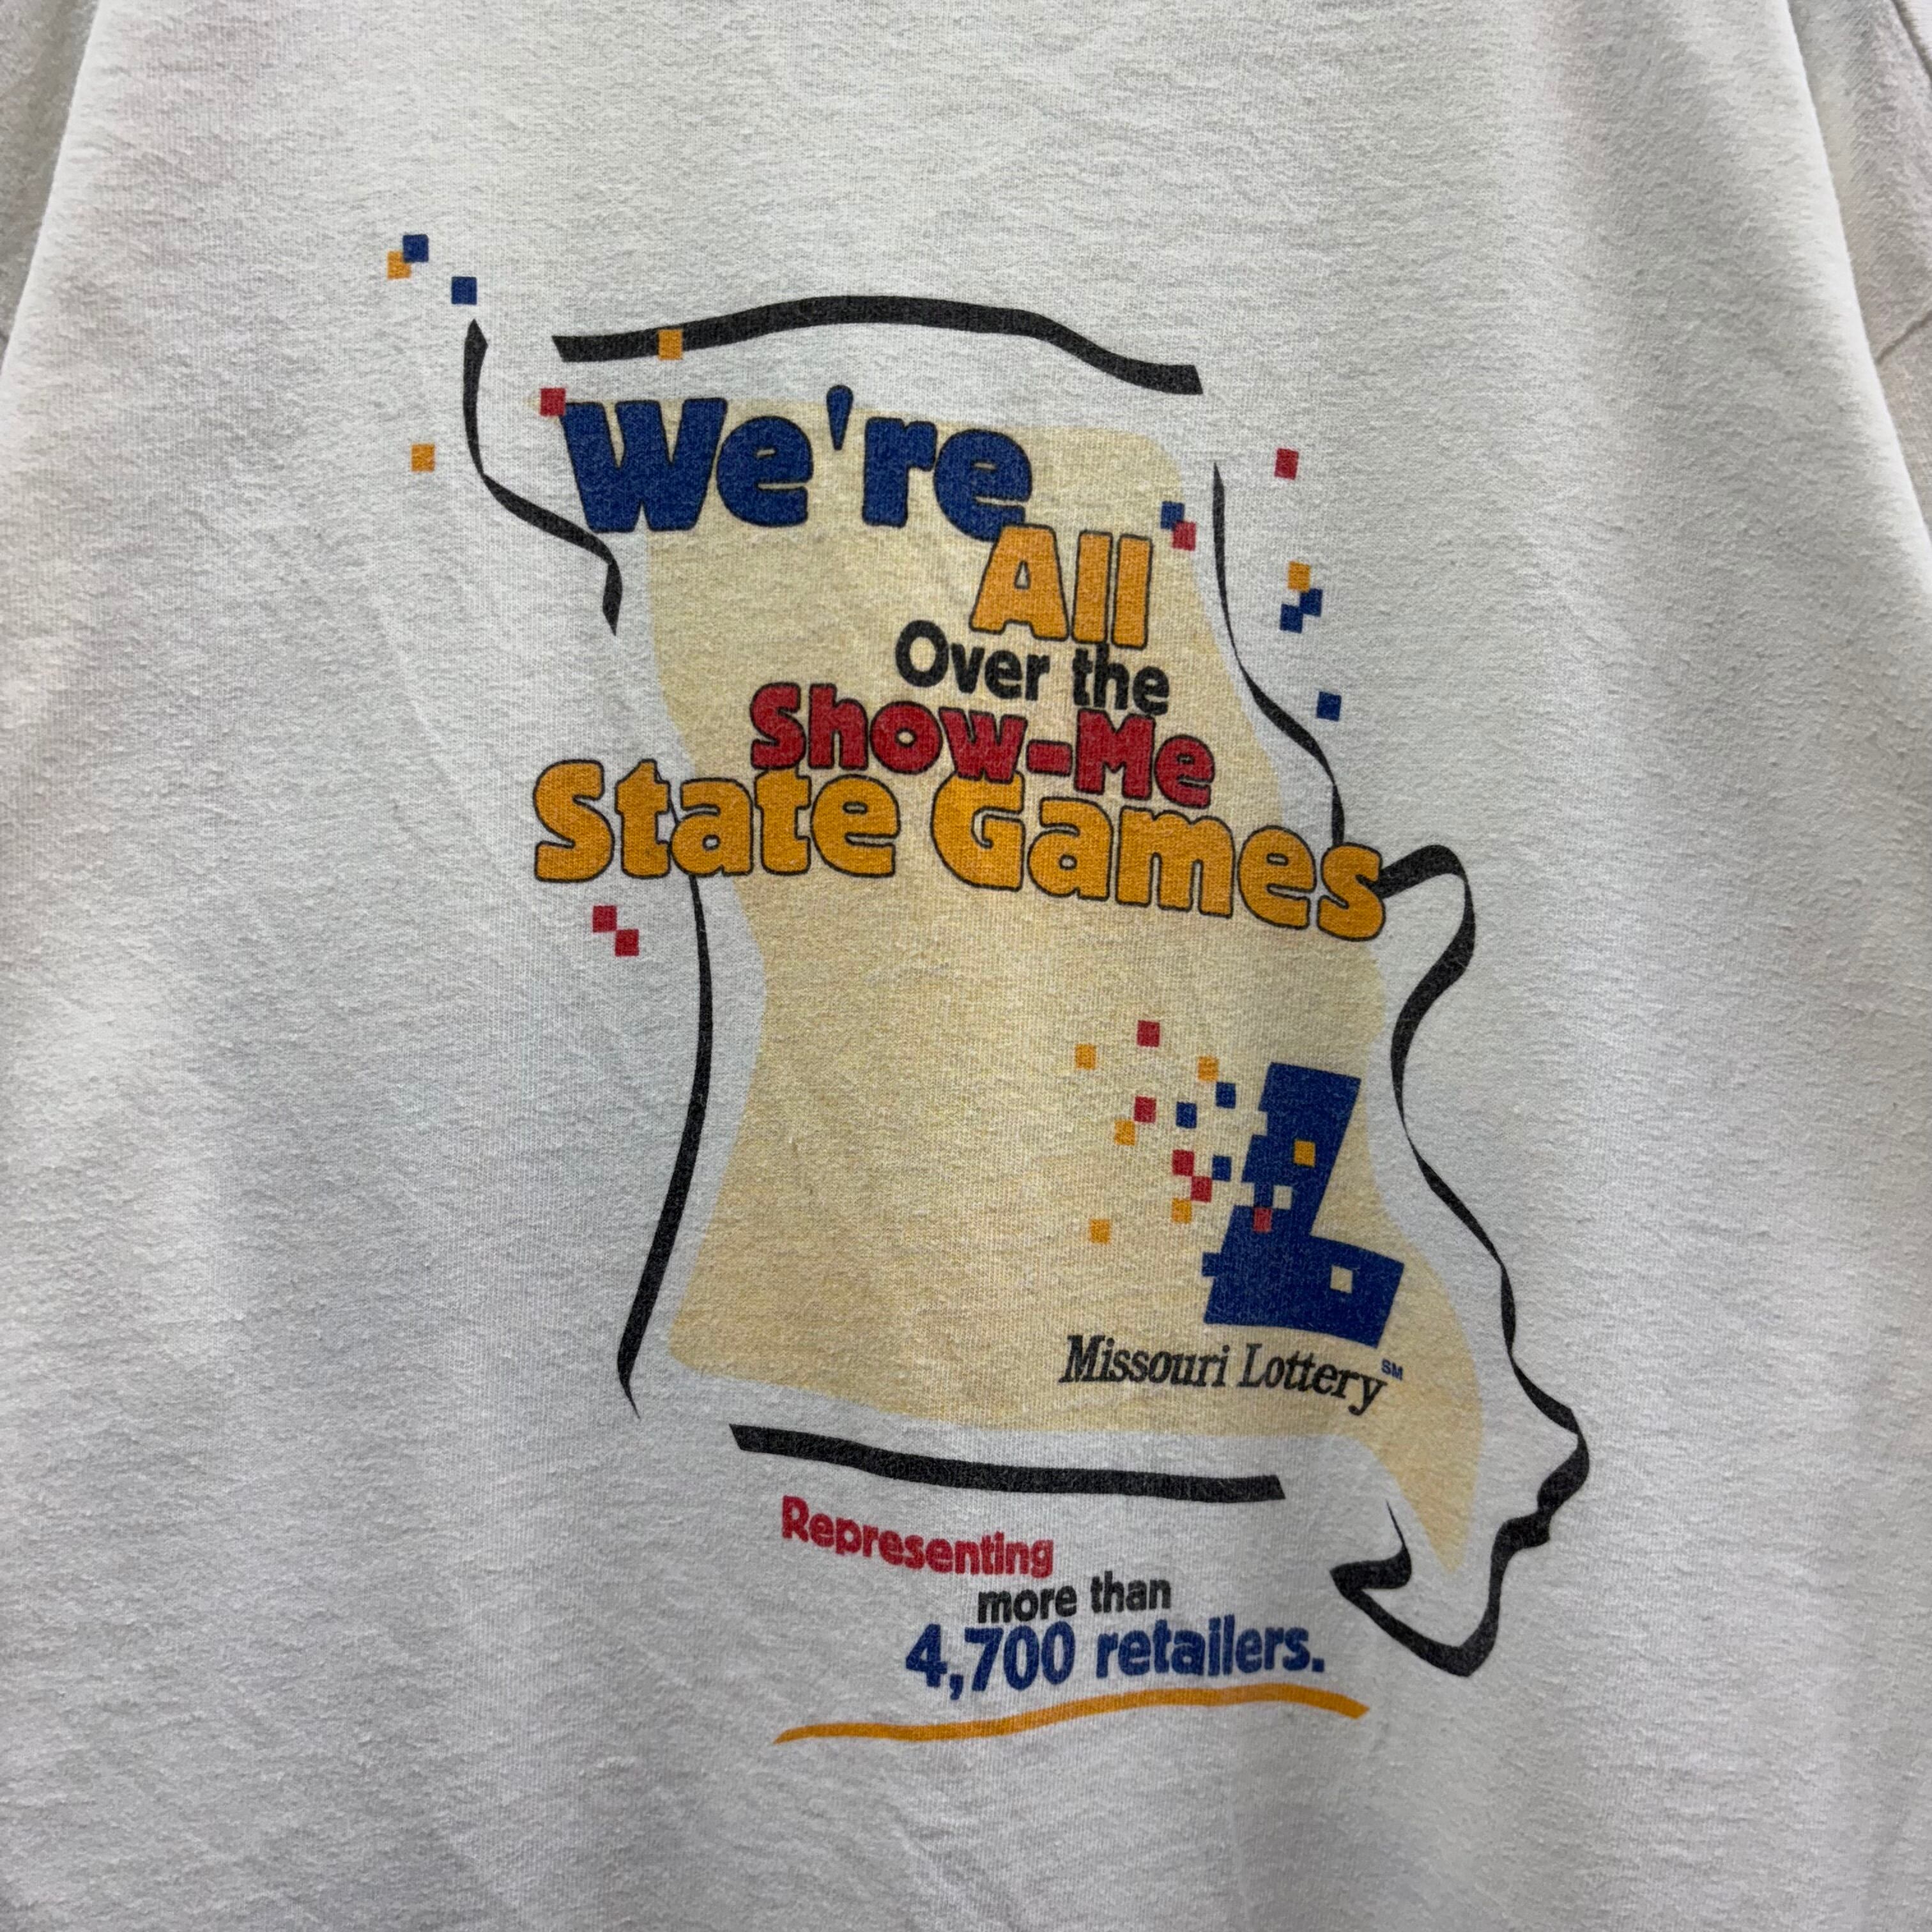 We're
All
Over the
Show-Me
State Games
Missouri Lottery SM
Representing
more than
4,700 retailers.